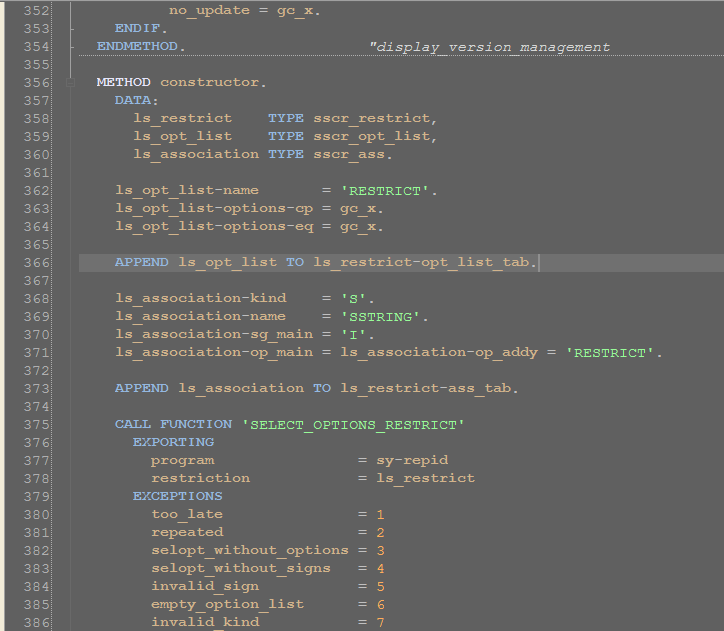 352 no_update = gc_x.
353 ENDIF.
354 ENDMETHOD. "display_version_management
355
356 METHOD constructor.
357 DATA:
358 ls_restrict TYPE sscr_restrict,
359 ls_opt_list TYPE sscr_opt_list,
360 ls_association TYPE sscr_ass.
361
362 ls_opt_list-name = 'RESTRICT'.
363 ls_opt_list-options-cp = gc_x.
364 ls_opt_list-options-eq = gc_x.
365
366 APPEND ls_opt_list TO ls_restrict-opt_list_tab.
367
368 ls_association-kind = 'S'.
369 ls_association-name = 'SSTRING'.
370 ls_association-sg_main = 'I'.
371 ls_association-op_main = ls_association-op_addy = 'RESTRICT'.
372
373 APPEND ls_association TO ls_restrict-ass_tab.
374
375 CALL FUNCTION 'SELECT_OPTIONS_RESTRICT'
376 EXPORTING
377 program = sy-repid
378 restriction = ls_restrict
379 EXCEPTIONS
380 too_late = 1
381 repeated = 2
382 selopt_without_options = 3
383 selopt_without_signs = 4
384 invalid_sign = 5
385 empty_option_list = 6
386 invalid_kind = 7